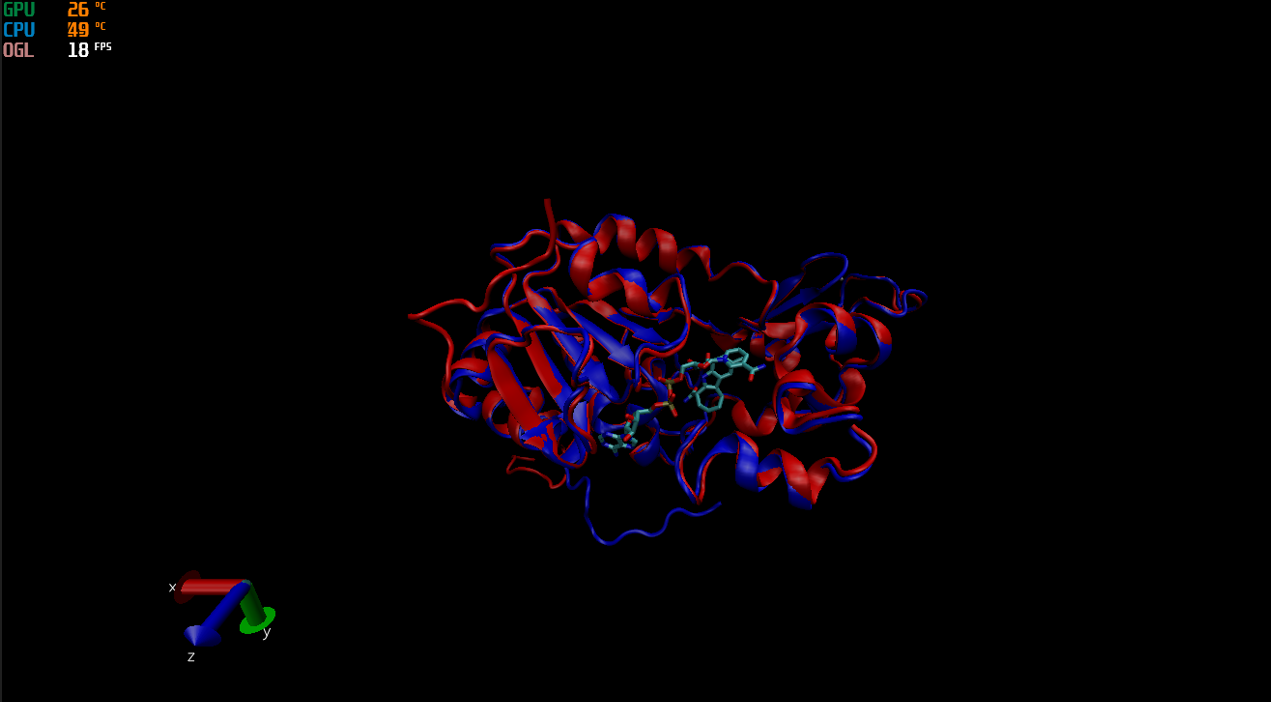 GPU 26 °C
CPU 49 °C
OGL 18 FPS
x
y
z